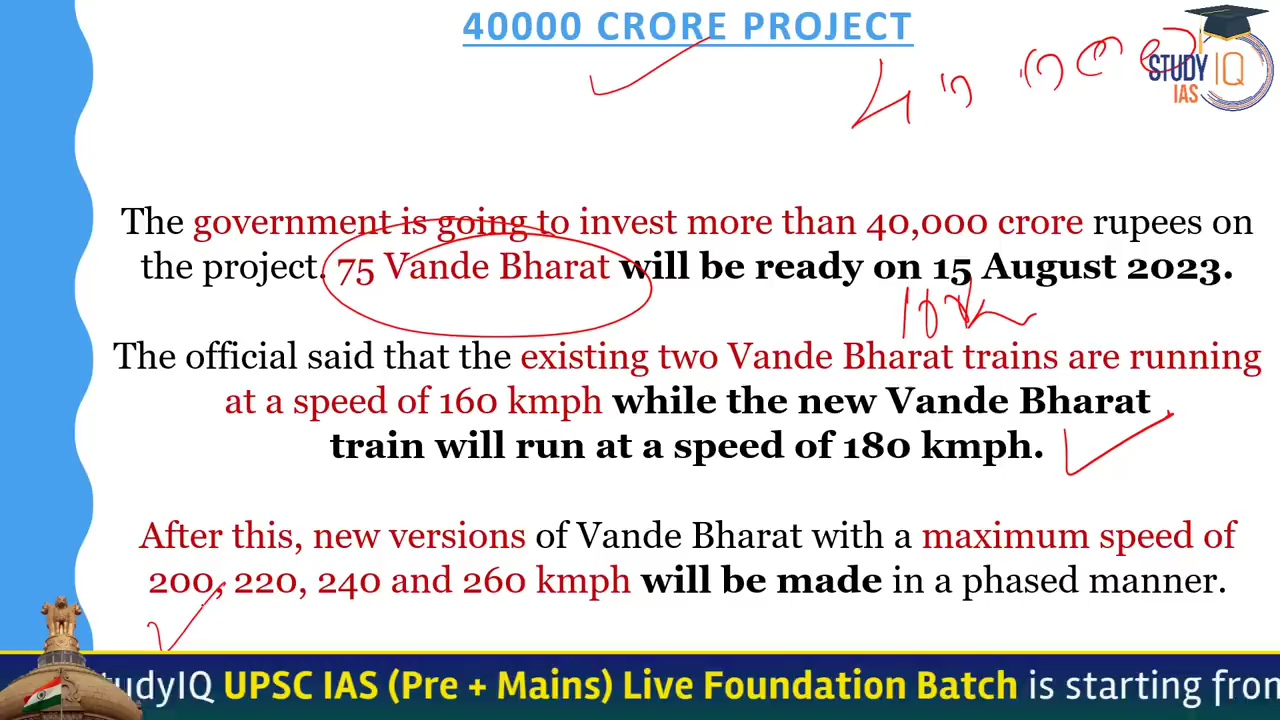 40000 CRORE PROJECT
STUDY IQ
IAS
The government is going to invest more than 40,000 crore rupees on
the project. 75 Vande Bharat will be ready on 15 August 2023.
The official said that the existing two Vande Bharat trains are running
at a speed of 160 kmph while the new Vande Bharat
train will run at a speed of 180 kmph.
After this, new versions of Vande Bharat with a maximum speed of
200, 220, 240 and 260 kmph will be made in a phased manner.
tudyIQ UPSC IAS (Pre + Mains) Live Foundation Batch is starting from